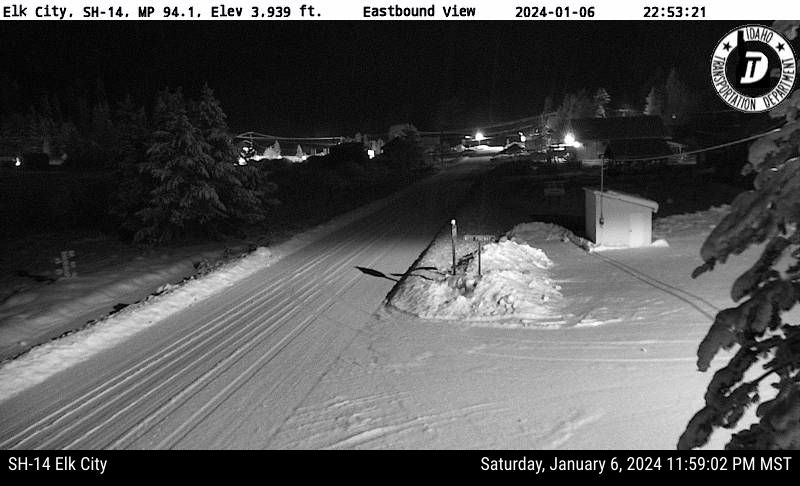 Elk City, SH-14, MP 94.1, Elev 3,939 ft. Eastbound View 2024-01-06 22:53:21
IDAHO
TRANSPORTATION DEPARTMENT
SH-14 Elk City Saturday, January 6, 2024 11:59:02 PM MST